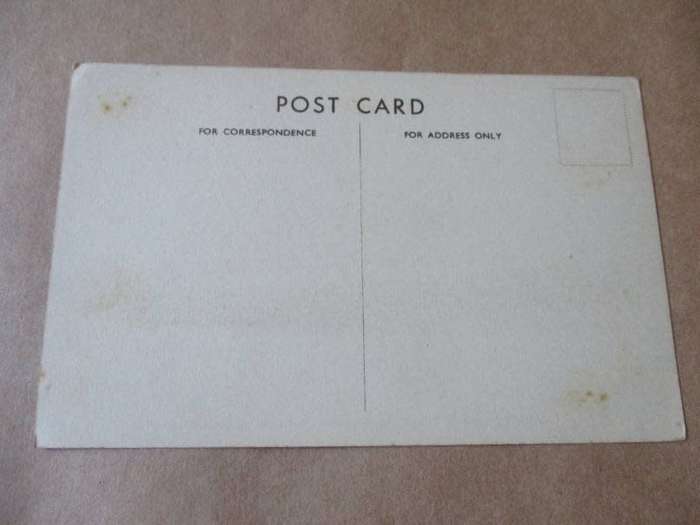 POST CARD
FOR CORRESPONDENCE
FOR ADDRESS ONLY